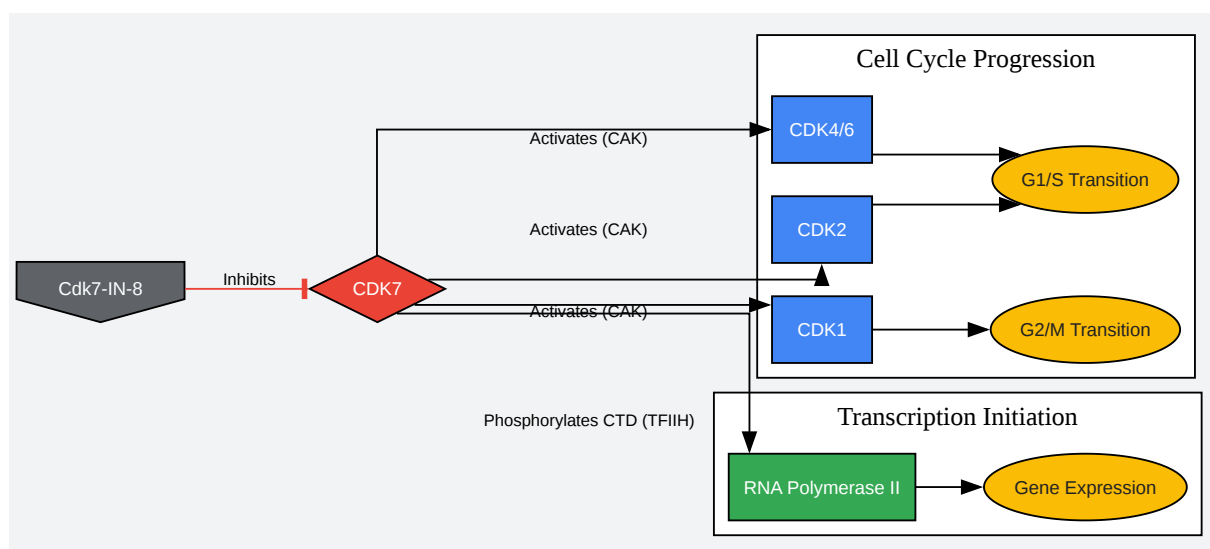 Cell Cycle Progression
CDK4/6
Activates (CAK)
G1/S Transition
CDK2
Activates (CAK)
Inhibits
Cdk7-IN-8
CDK7
Activates (CAK)
CDK1
G2/M Transition
Phosphorylates CTD (TFIIH)
Transcription Initiation
RNA Polymerase II
Gene Expression